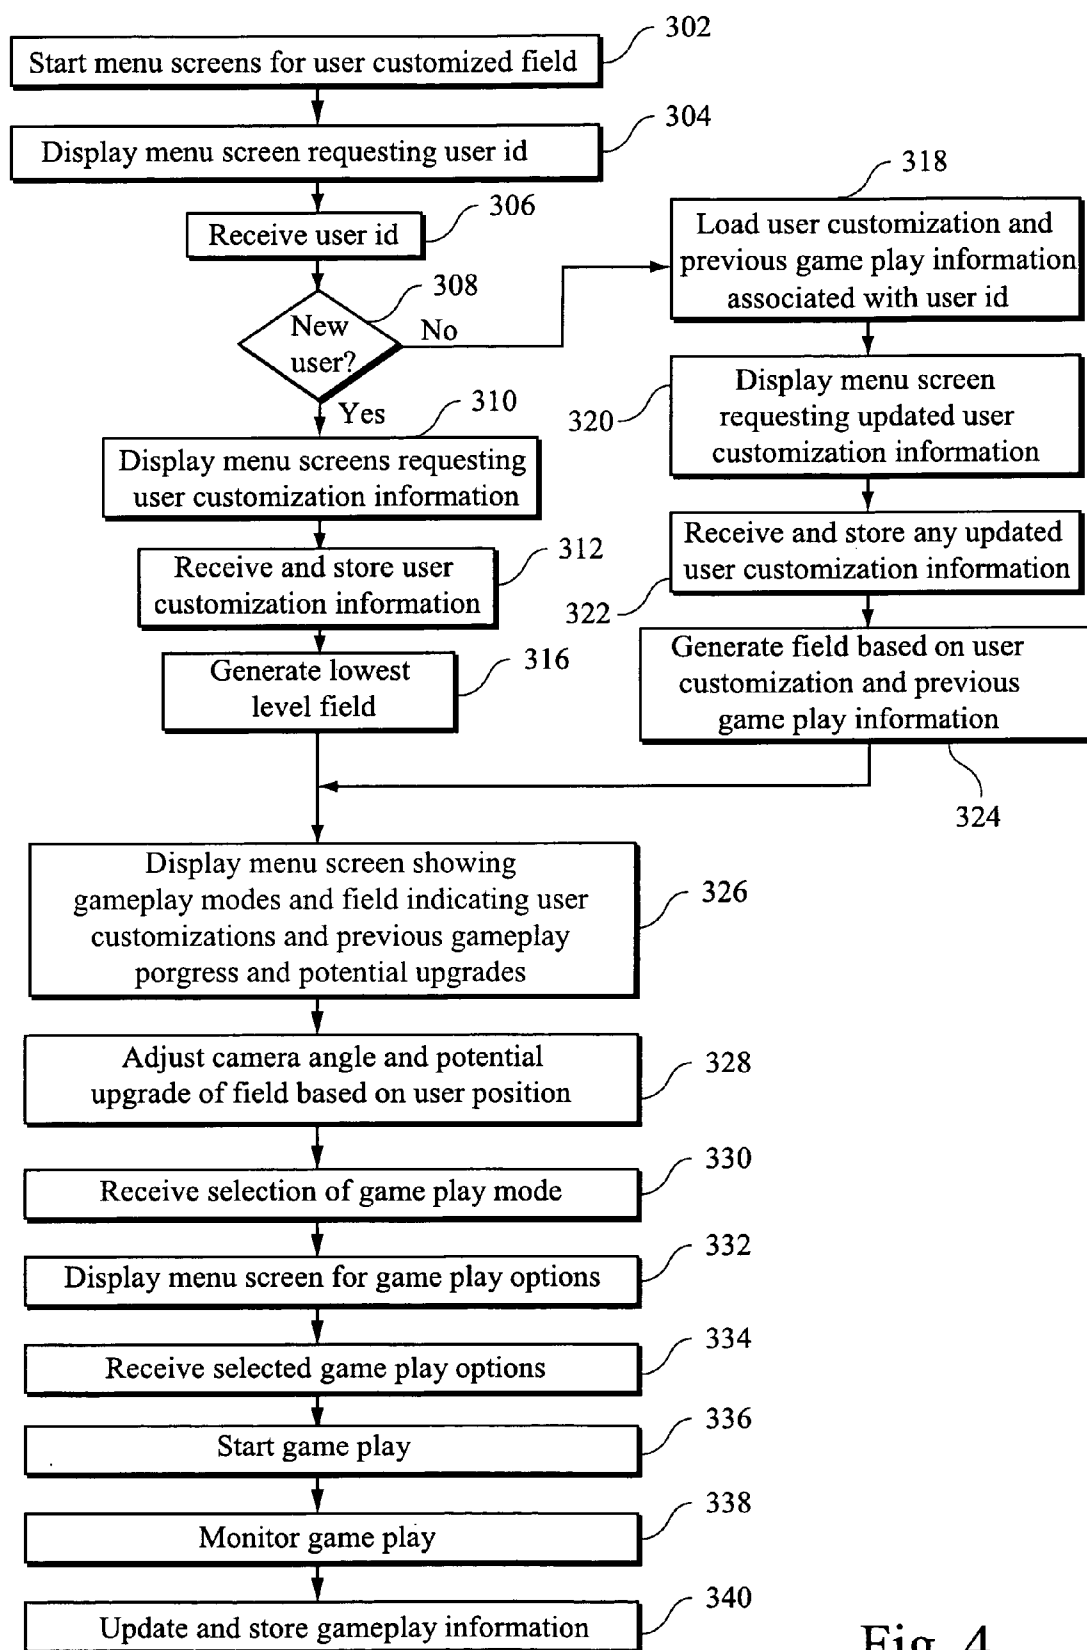 302
Start menu screens for user customized field
304
Display menu screen requesting user id
306
Receive user id
308
New
user?
No
Yes
310
Display menu screens requesting
user customization information
312
Receive and store user
customization information
316
Generate lowest
level field
318
Load user customization and
previous game play information
associated with user id
320
Display menu screen
requesting updated user
customization information
Receive and store any updated
user customization information
322
Generate field based on user
customization and previous
game play information
324
Display menu screen showing
gameplay modes and field indicating user
customizations and previous gameplay
porgress and potential upgrades
326
Adjust camera angle and potential
upgrade of field based on user position
328
Receive selection of game play mode
330
Display menu screen for game play options
332
Receive selected game play options
334
Start game play
336
Monitor game play
338
Update and store gameplay information
340
Fig. 4